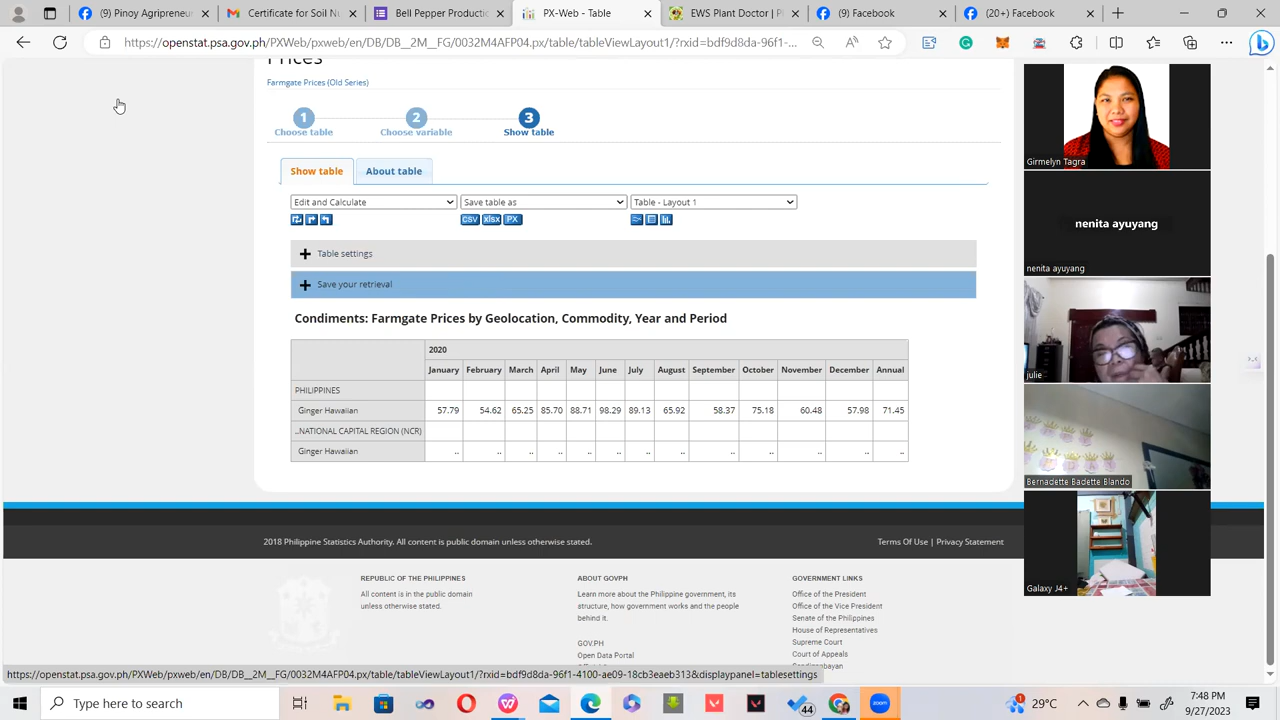 (9) Pinoy Agripreneur
Gmail
Bell
PX-Web - Table
EWS Plant Doctor | P
Facebook
(20+) Facebook
https://openstat.psa.gov.ph/PXWeb/pxweb/en/DB/DB__2M__FG/0032M4AFP04.px/table/tableViewLayout1/?rxid=bdf9d8da-96f1-...
Prices
Farmgate Prices (Old Series)
1
2
3
Choose table
Choose variable
Show table
Show table
About table
Edit and Calculate
Save table as
Table - Layout 1
CSV
xlsx
PX
Table settings
Save your retrieval
Condiments: Farmgate Prices by Geolocation, Commodity, Year and Period
2020
January February March April May June July August September October November December Annual
PHILIPPINES
Ginger Hawaiian 57.79 54.62 65.25 85.70 88.71 98.29 89.13 65.92 58.37 75.18 60.48 57.98 71.45
..NATIONAL CAPITAL REGION (NCR)
Ginger Hawaiian .. .. .. .. .. .. .. .. .. .. .. .. ..
2018 Philippine Statistics Authority. All content is public domain unless otherwise stated.
Terms Of Use | Privacy Statement
REPUBLIC OF THE PHILIPPINES
All content is in the public domain
unless otherwise stated.
ABOUT GOVPH
Learn more about the Philippine government, its
structure, how government works and the people
behind it.
GOV.PH
Open Data Portal
GOVERNMENT LINKS
Office of the President
Office of the Vice President
Senate of the Philippines
House of Representatives
Supreme Court
Court of Appeals
Sandiganbayan
https://openstat.psa.gov.ph/PXWeb/pxweb/en/DB/DB__2M__FG/0032M4AFP04.px/table/tableViewLayout1/?rxid=bdf9d8da-96f1-4100-ae09-18cb3eaeb313&displaypanel=tablesettings
Girmelyn Tagra
nenita ayuyang
nenita ayuyang
julie
Bernadette Badette Blando
Galaxy J4+
Type here to search
44
zoom
1
29°C
7:48 PM
9/27/2023